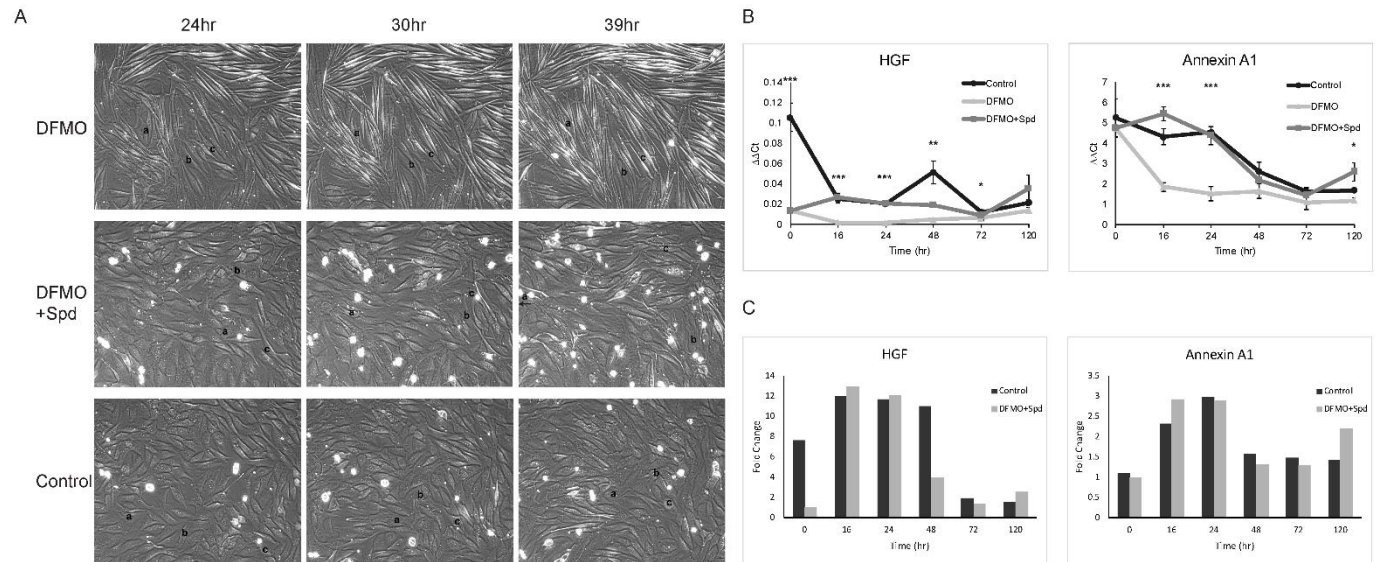 A
24hr 30hr 39hr
DFMO
a b c
a b c
a b c
DFMO
+Spd
b a c
a c b
c a b
Control
a b c
b a c
b a c
B
HGF
Control
DFMO
DFMO+Spd
***
***
***
**
*
0.14
0.12
0.1
0.08
0.06
0.04
0.02
0
ΔΔCt
0 16 24 48 72 120
Time (hr)
Annexin A1
Control
DFMO
DFMO+Spd
*** ***
*
7
6
5
4
3
2
1
0
ΔΔCt
0 16 24 48 72 120
Time (hr)
C
HGF
Control
DFMO+Spd
14
12
10
8
6
4
2
0
Fold Change
0 16 24 48 72 120
Time (hr)
Annexin A1
Control
DFMO+Spd
3.5
3
2.5
2
1.5
1
0.5
0
Fold Change
0 16 24 48 72 120
Time (hr)